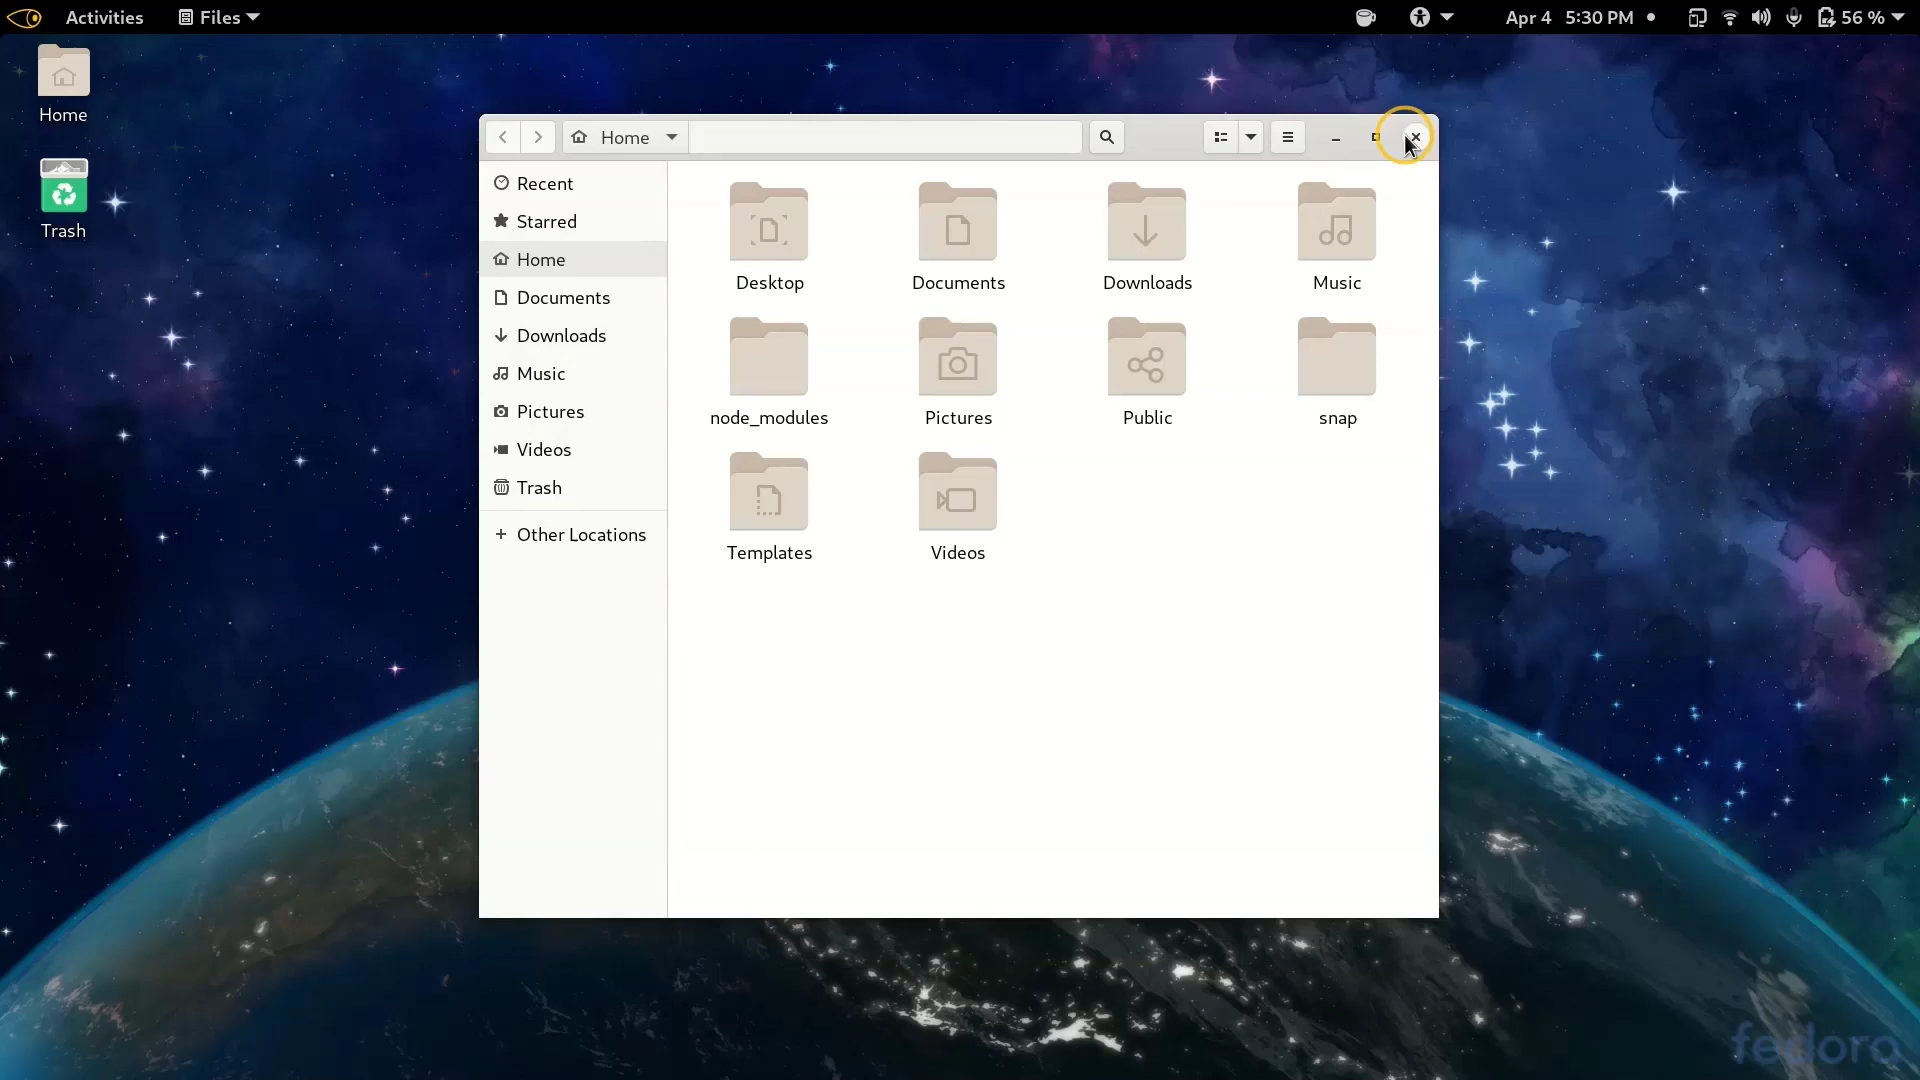 Activities Files Apr 4 5:30 PM 56 %
Home
Trash
Home
Recent
Starred
Home
Documents
Downloads
Music
Pictures
Videos
Trash
Other Locations
Desktop Documents Downloads Music
node_modules Pictures Public snap
Templates Videos
fedora